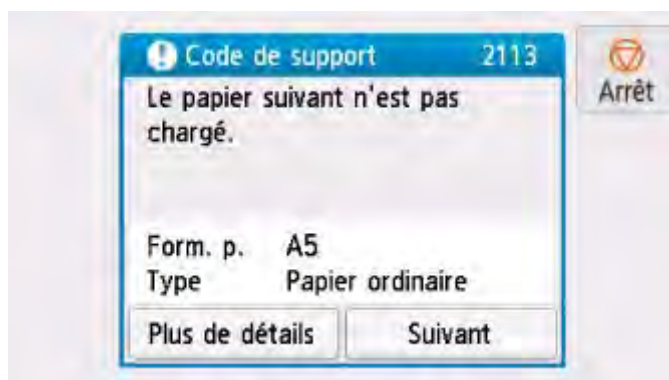 Code de support 2113
Arrêt
Le papier suivant n'est pas
chargé.
Form. p. A5
Type Papier ordinaire
Plus de détails Suivant